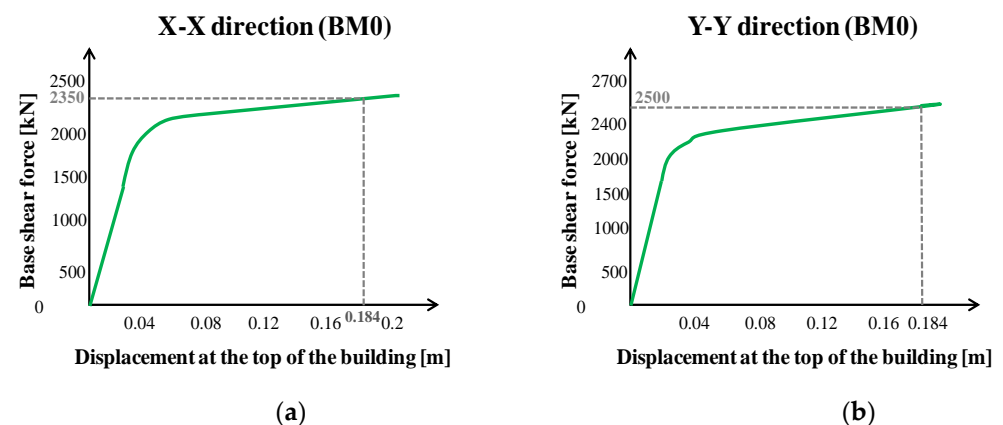 X-X direction (BM0)
Base shear force [kN]
2500
2350
2000
1500
1000
500
0
0.04 0.08 0.12 0.16 0.184 0.2
Displacement at the top of the building [m]
(a)
Y-Y direction (BM0)
Base shear force [kN]
2700
2500
2400
2000
1500
1000
500
0
0.04 0.08 0.12 0.16 0.184
Displacement at the top of the building [m]
(b)